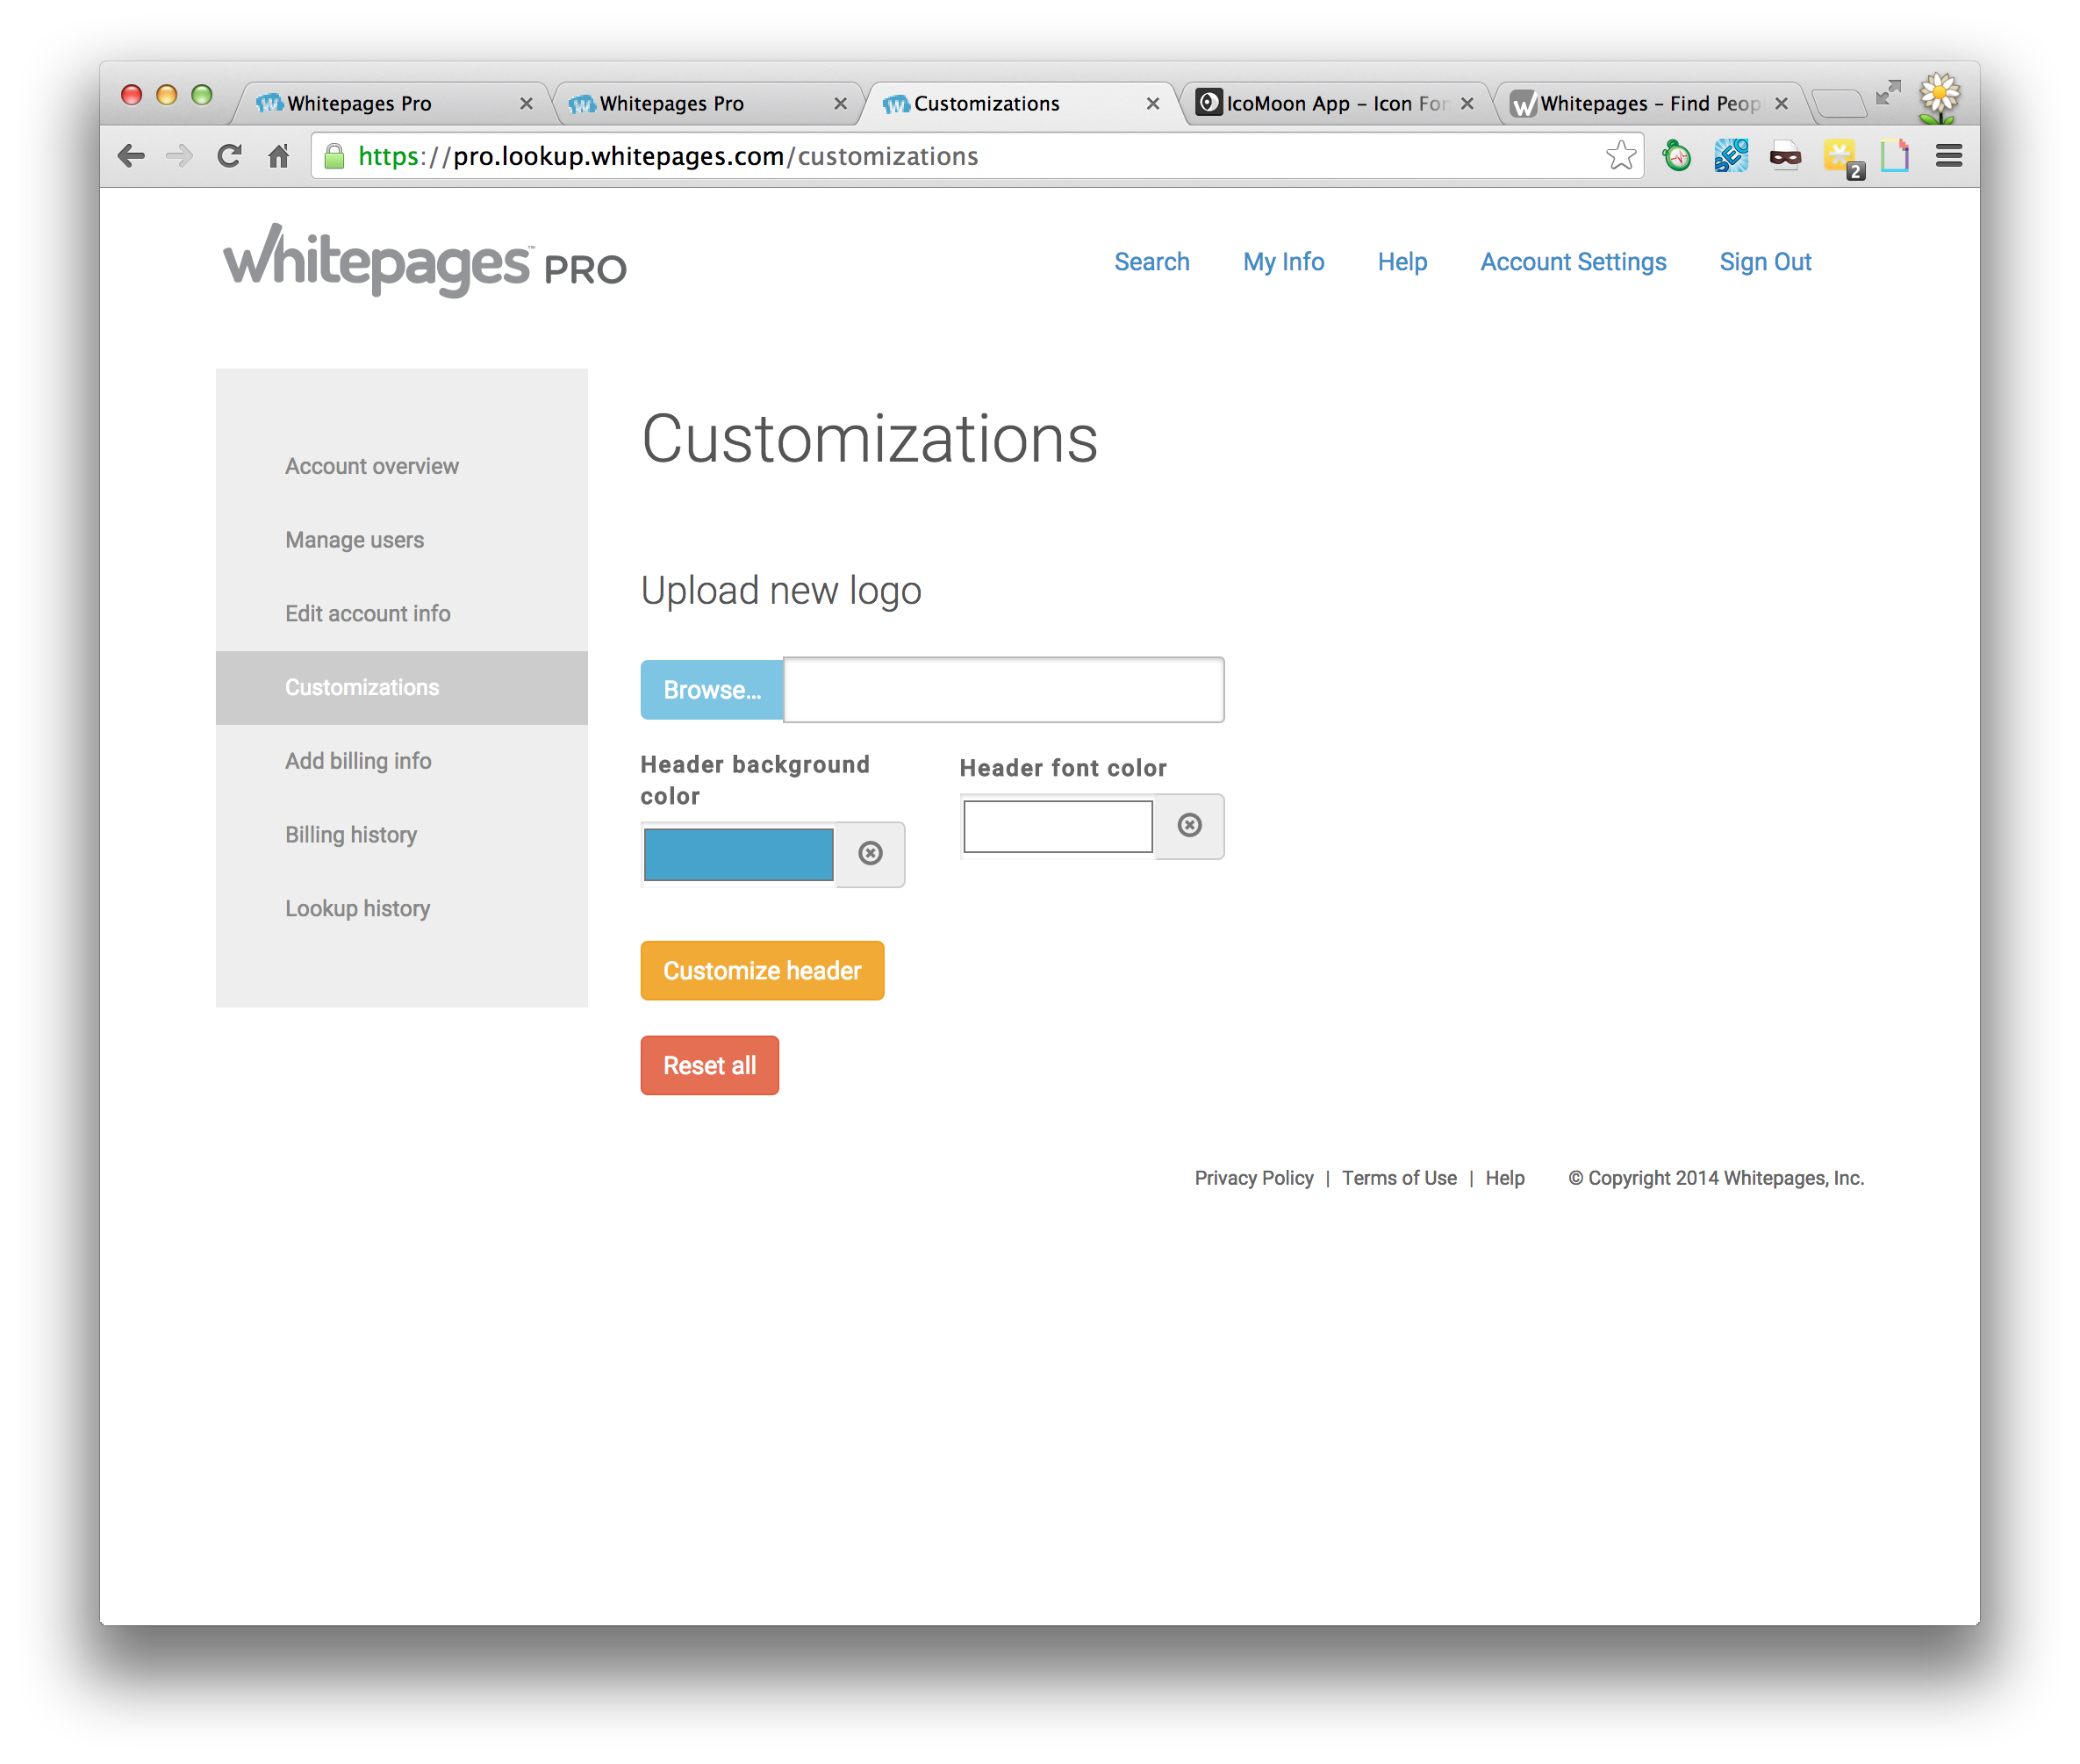 Whitepages Pro
Whitepages Pro
Customizations
IcoMoon App – Icon For
Whitepages – Find Peop
https://pro.lookup.whitepages.com/customizations
SEO
2
whitepages™ PRO
Search My Info Help Account Settings Sign Out
Account overview
Manage users
Edit account info
Customizations
Add billing info
Billing history
Lookup history
Customizations
Upload new logo
Browse...
Header background
color
Header font color
Customize header
Reset all
Privacy Policy | Terms of Use | Help © Copyright 2014 Whitepages, Inc.